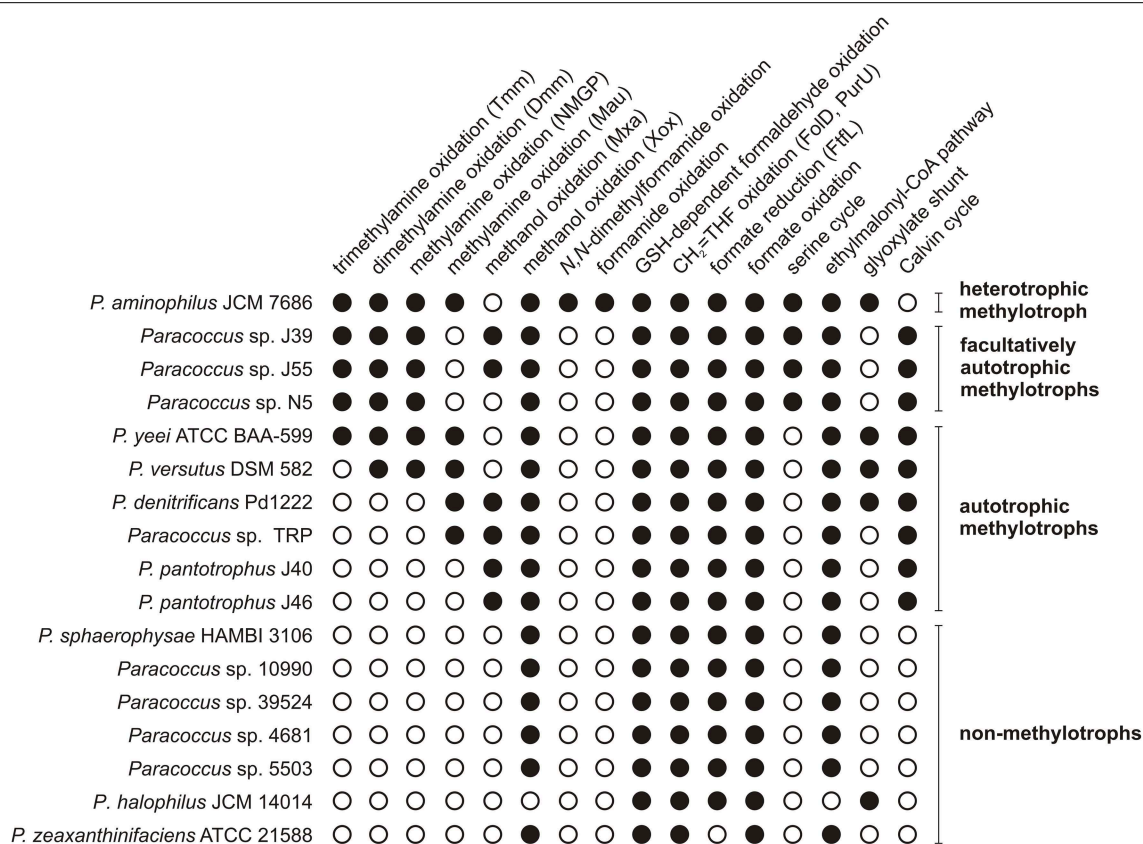 trimethylamine oxidation (Tmm)
dimethylamine oxidation (Dmm)
methylamine oxidation (NMGP)
methylamine oxidation (Mau)
methanol oxidation (Mxa)
methanol oxidation (Xox)
N,N-dimethylformamide oxidation
formamide oxidation
GSH-dependent formaldehyde oxidation
CH₂=THF oxidation (FolD, PurU)
formate reduction (FtfL)
formate oxidation
serine cycle
ethylmalonyl-CoA pathway
glyoxylate shunt
Calvin cycle
P. aminophilus JCM 7686
heterotrophic
methylotroph
Paracoccus sp. J39
Paracoccus sp. J55
Paracoccus sp. N5
facultatively
autotrophic
methylotrophs
P. yeei ATCC BAA-599
P. versutus DSM 582
P. denitrificans Pd1222
Paracoccus sp. TRP
P. pantotrophus J40
P. pantotrophus J46
autotrophic
methylotrophs
P. sphaerophysae HAMBI 3106
Paracoccus sp. 10990
Paracoccus sp. 39524
Paracoccus sp. 4681
Paracoccus sp. 5503
P. halophilus JCM 14014
P. zeaxanthinifaciens ATCC 21588
non-methylotrophs